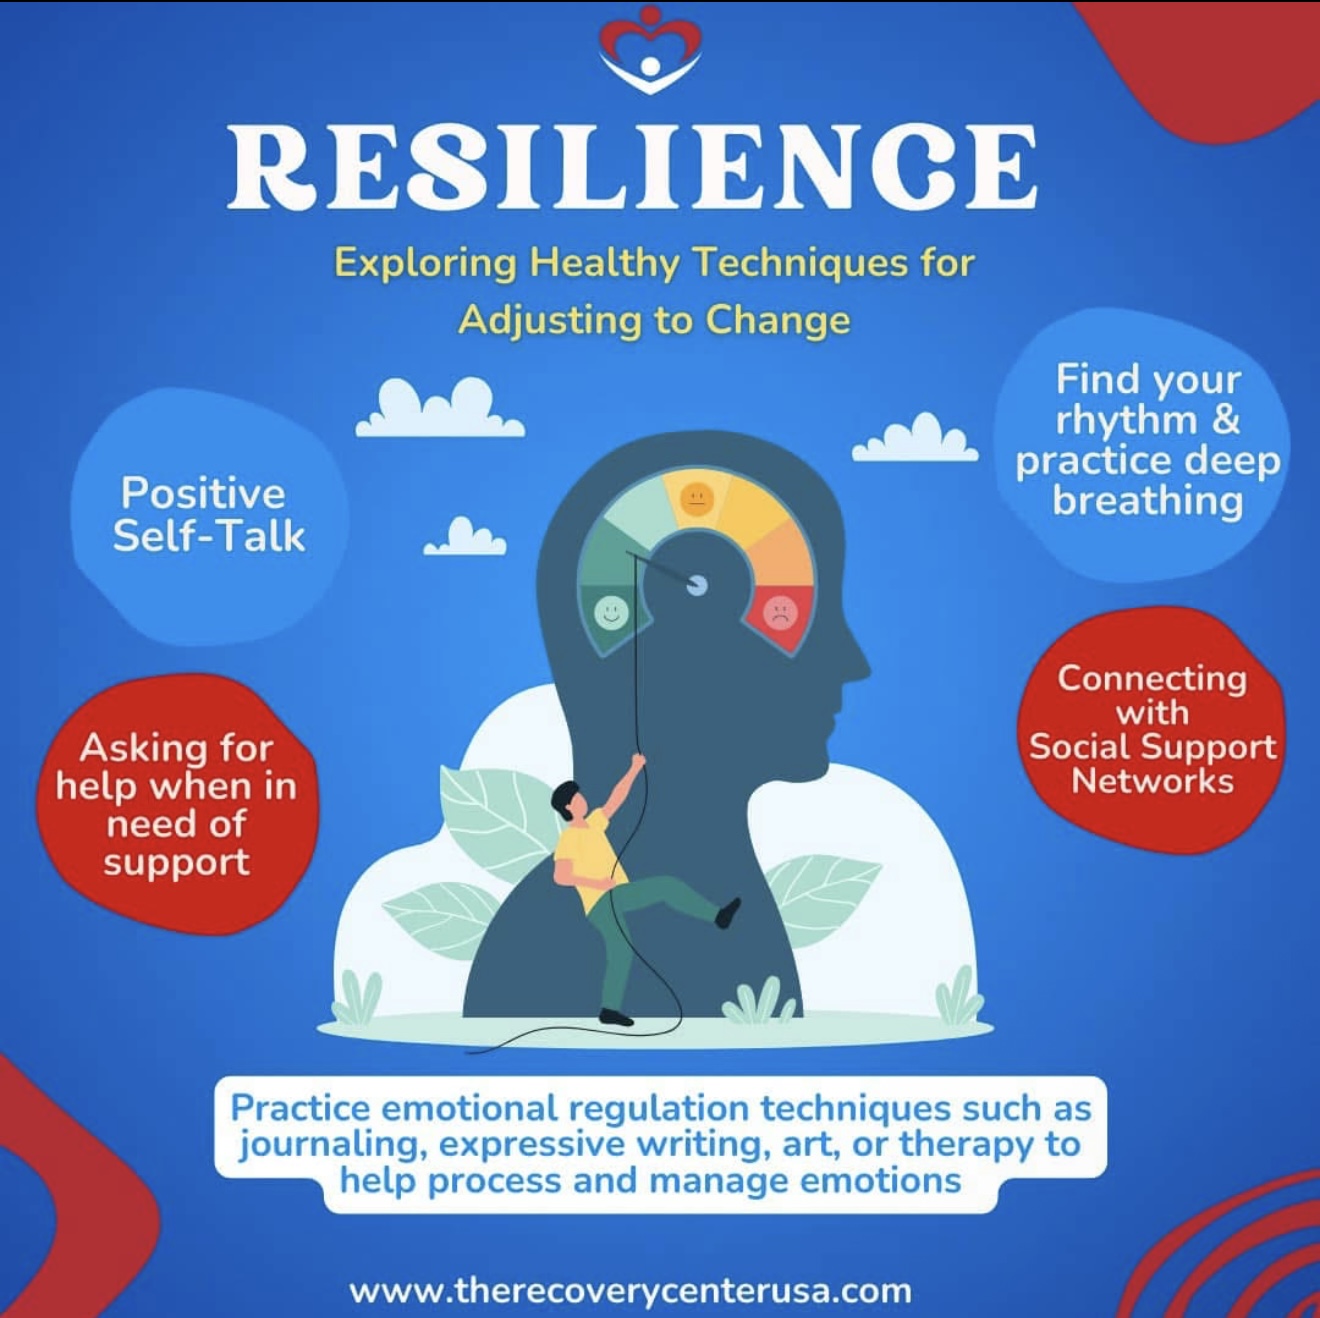 RESILIENCE
Exploring Healthy Techniques for
Adjusting to Change
Positive
Self-Talk
Find your
rhythm &
practice deep
breathing
Asking for
help when in
need of
support
Connecting
with
Social Support
Networks
Practice emotional regulation techniques such as
journaling, expressive writing, art, or therapy to
help process and manage emotions
www.therecoverycenterusa.com